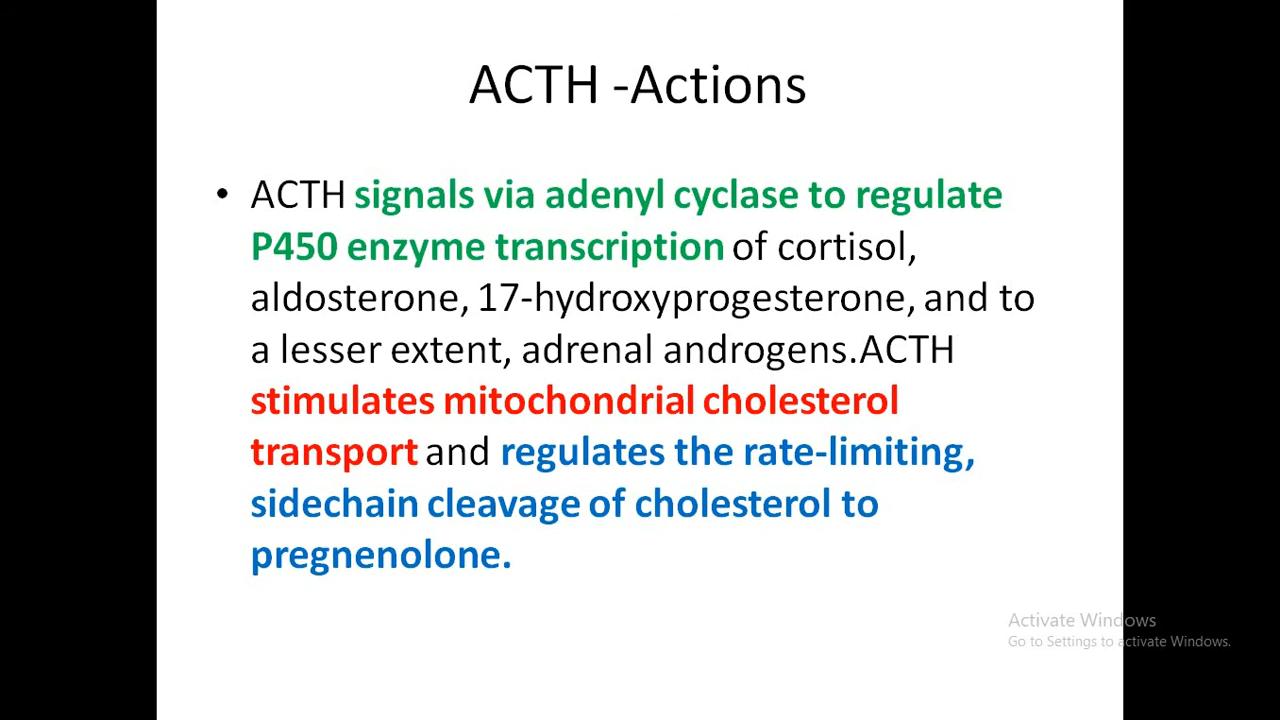 ACTH -Actions
• ACTH signals via adenyl cyclase to regulate
P450 enzyme transcription of cortisol,
aldosterone, 17-hydroxyprogesterone, and to
a lesser extent, adrenal androgens.ACTH
stimulates mitochondrial cholesterol
transport and regulates the rate-limiting,
sidechain cleavage of cholesterol to
pregnenolone.
Activate Windows
Go to Settings to activate Windows.